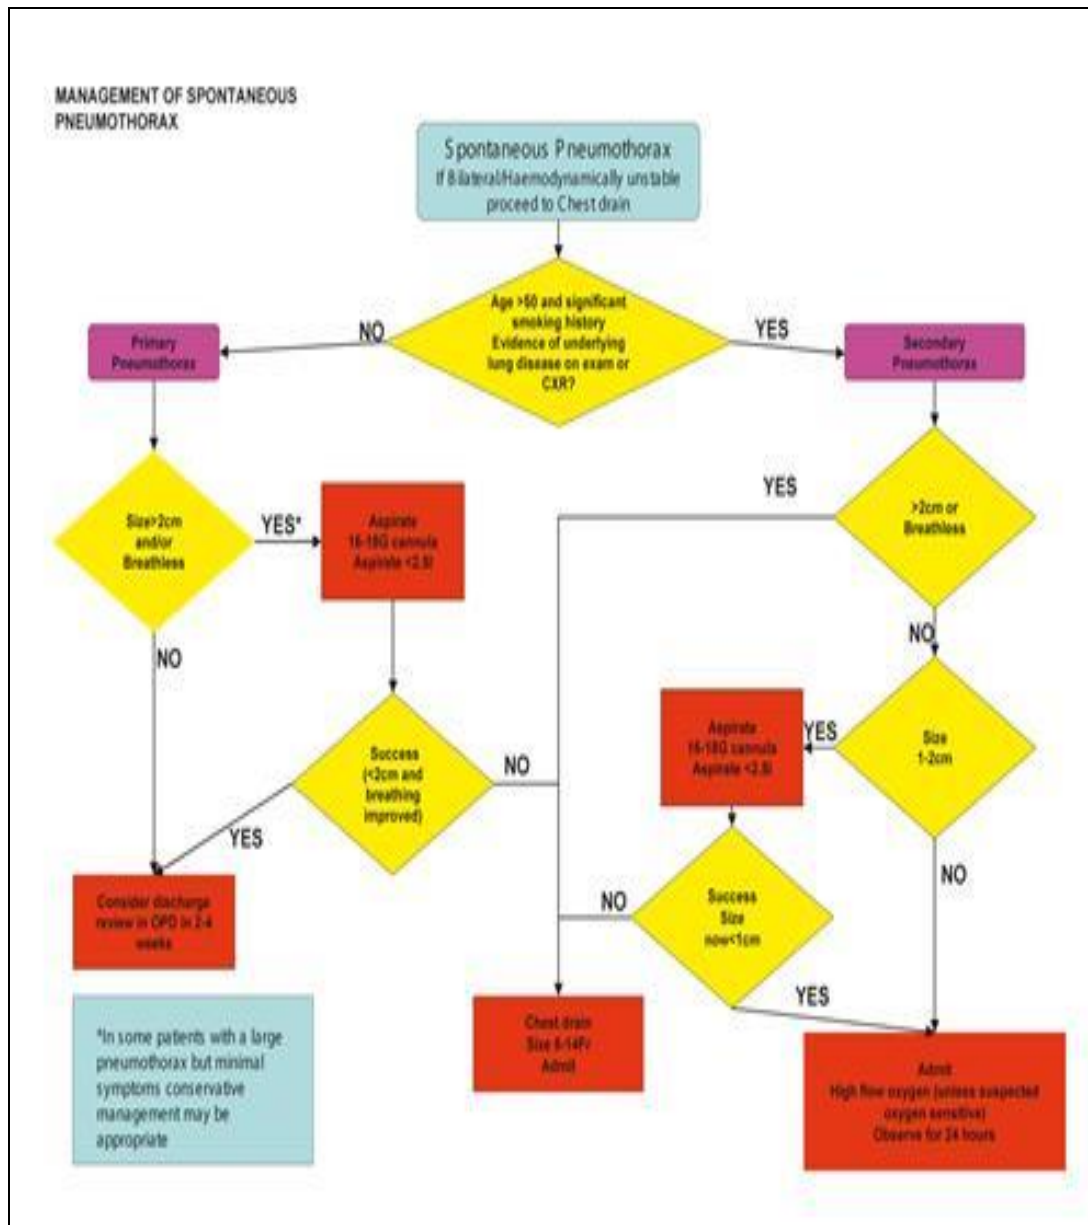 MANAGEMENT OF SPONTANEOUS
PNEUMOTHORAX
Spontaneous Pneumothorax
If Bilateral/Haemodynamically unstable
proceed to Chest drain
Age >50 and significant
smoking history
Evidence of underlying
lung disease on exam or
CXR?
NO
YES
Primary
Pneumothorax
Secondary
Pneumothorax
Size>2cm
and/or
Breathless
YES*
Aspirate
16-18G cannula
Aspirate <2.5l
YES
>2cm or
Breathless
NO
NO
Success
(<2cm and
breathing
improved)
NO
YES
Aspirate
16-18G cannula
Aspirate <2.5l
YES
Size
1-2cm
NO
Success
Size
now<1cm
NO
YES
Consider discharge
review in OPD in 2-4
weeks
*In some patients with a large
pneumothorax but minimal
symptoms conservative
management may be
appropriate
Chest drain
Size 8-14Fr
Admit
Admit
High flow oxygen (unless suspected
oxygen sensitive)
Observe for 24 hours